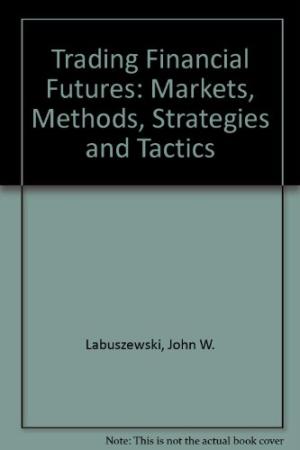 Trading Financial
Futures: Markets,
Methods, Strategies
and Tactics
Labuszewski, John W.
Note: This is not the actual book cover